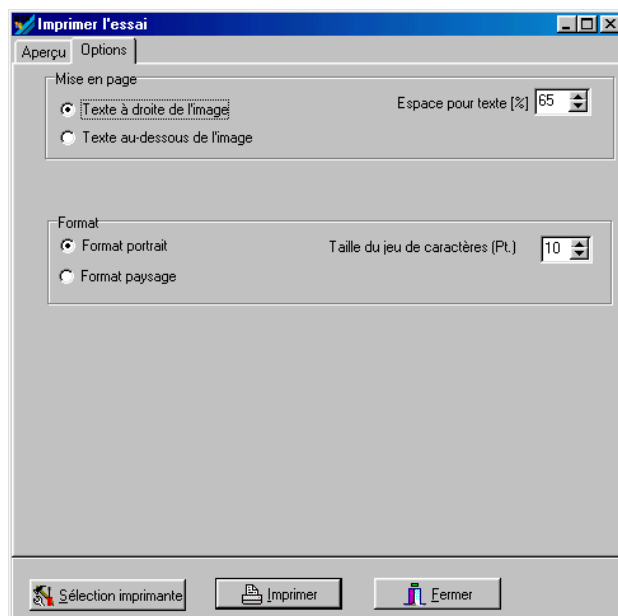 Imprimer l'essai
Aperçu Options
Mise en page
Texte à droite de l'image
Espace pour texte [%] 65
Texte au-dessous de l'image
Format
Format portrait
Taille du jeu de caractères (Pt.) 10
Format paysage
Sélection imprimante Imprimer Fermer